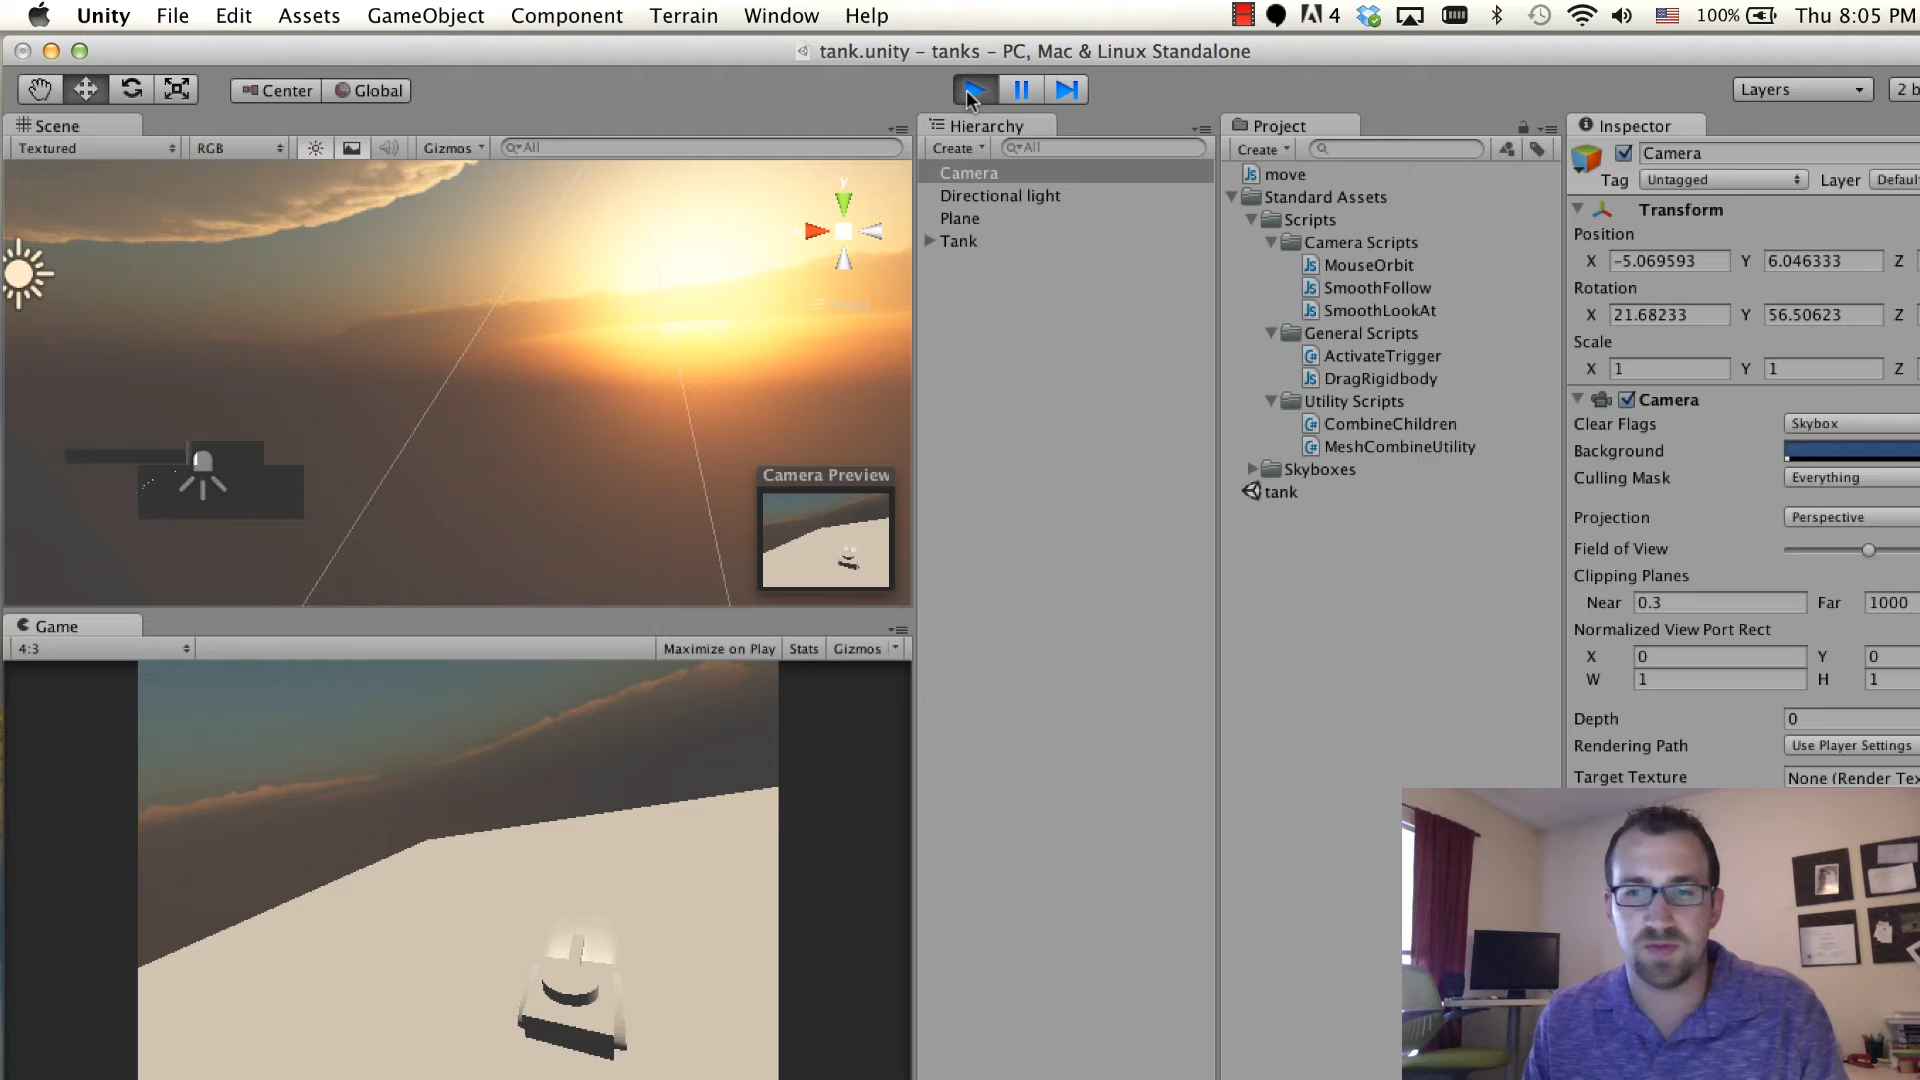 Unity File Edit Assets GameObject Component Terrain Window Help 4 100% Thu 8:05 PM
tank.unity – tanks – PC, Mac & Linux Standalone
Center Global Layers 2 b
Scene
Textured RGB Gizmos All
y
Camera Preview
Game
4:3 Maximize on Play Stats Gizmos
Hierarchy
Create All
Camera
Directional light
Plane
Tank
Project
Create
move
Standard Assets
Scripts
Camera Scripts
MouseOrbit
SmoothFollow
SmoothLookAt
General Scripts
ActivateTrigger
DragRigidbody
Utility Scripts
CombineChildren
MeshCombineUtility
Skyboxes
tank
Inspector
Camera
Tag Untagged Layer Defaul
Transform
Position
X -5.069593 Y 6.046333 Z
Rotation
X 21.68233 Y 56.50623 Z
Scale
X 1 Y 1 Z
Camera
Clear Flags Skybox
Background
Culling Mask Everything
Projection Perspective
Field of View
Clipping Planes
Near 0.3 Far 1000
Normalized View Port Rect
X 0 Y 0
W 1 H 1
Depth 0
Rendering Path Use Player Settings
Target Texture None (Render Tex